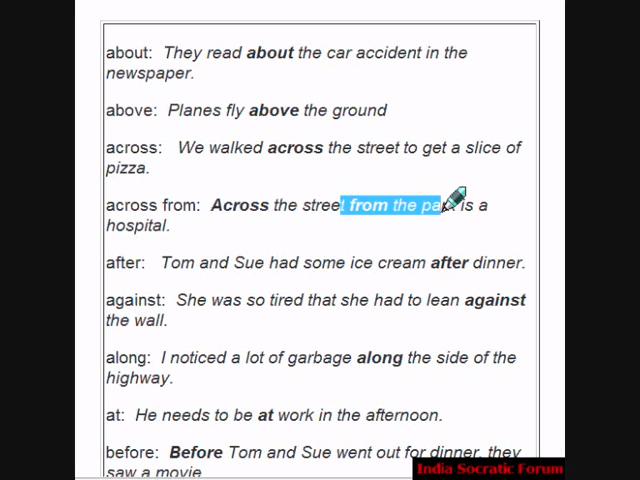 about: They read about the car accident in the
newspaper.
above: Planes fly above the ground
across: We walked across the street to get a slice of
pizza.
across from: Across the street from the park is a
hospital.
after: Tom and Sue had some ice cream after dinner.
against: She was so tired that she had to lean against
the wall.
along: I noticed a lot of garbage along the side of the
highway.
at: He needs to be at work in the afternoon.
before: Before Tom and Sue went out for dinner, they
saw a movie
India Socratic Forum